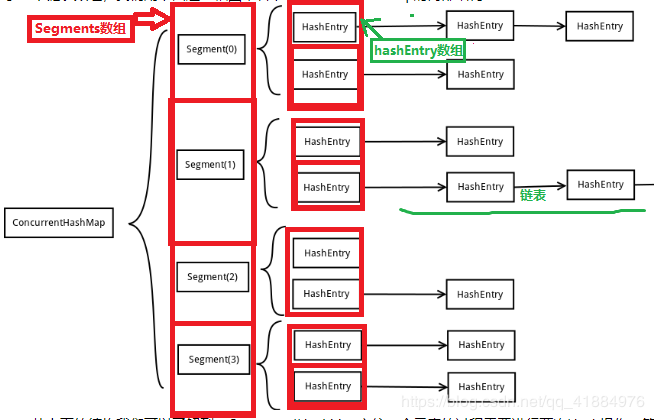 Segments数组
Segment(0)
HashEntry
HashEntry
HashEntry
hashEntry数组
HashEntry
HashEntry
Segment(1)
HashEntry
HashEntry
HashEntry
HashEntry
链表
HashEntry
ConcurrentHashMap
Segment(2)
HashEntry
HashEntry
HashEntry
Segment(3)
HashEntry
HashEntry
HashEntry
HashEntry
https://blog.csdn.net/qq_41884976